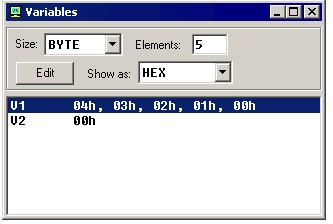 Variables
Size: BYTE Elements: 5
Edit Show as: HEX
V1 04h, 03h, 02h, 01h, 00h
V2 00h